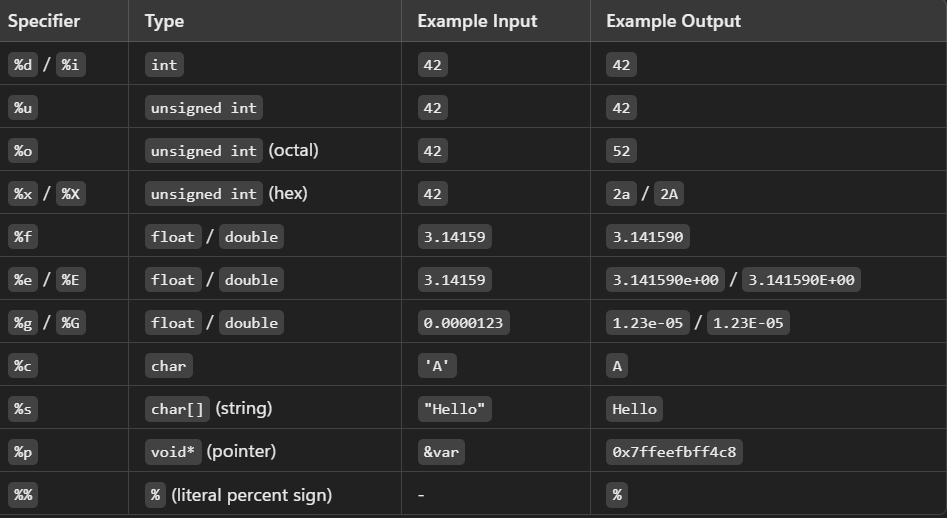 Specifier Type Example Input Example Output
%d / %i int 42 42
%u unsigned int 42 42
%o unsigned int (octal) 42 52
%x / %X unsigned int (hex) 42 2a / 2A
%f float / double 3.14159 3.141590
%e / %E float / double 3.14159 3.141590e+00 / 3.141590E+00
%g / %G float / double 0.0000123 1.23e-05 / 1.23E-05
%c char 'A' A
%s char[] (string) "Hello" Hello
%p void* (pointer) &var 0x7ffeefbff4c8
%% % (literal percent sign) - %